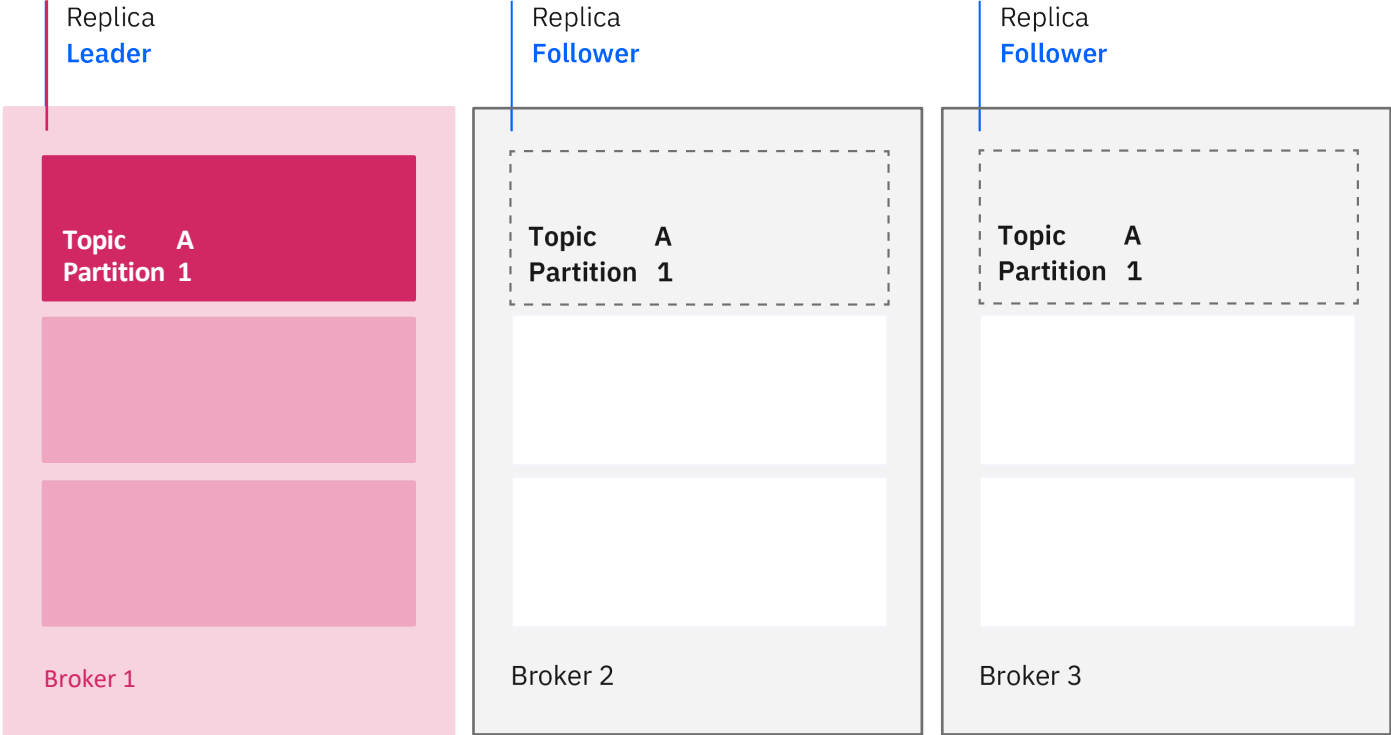 Replica
Leader
Replica
Follower
Replica
Follower
Topic A
Partition 1
Topic A
Partition 1
Topic A
Partition 1
Broker 1
Broker 2
Broker 3